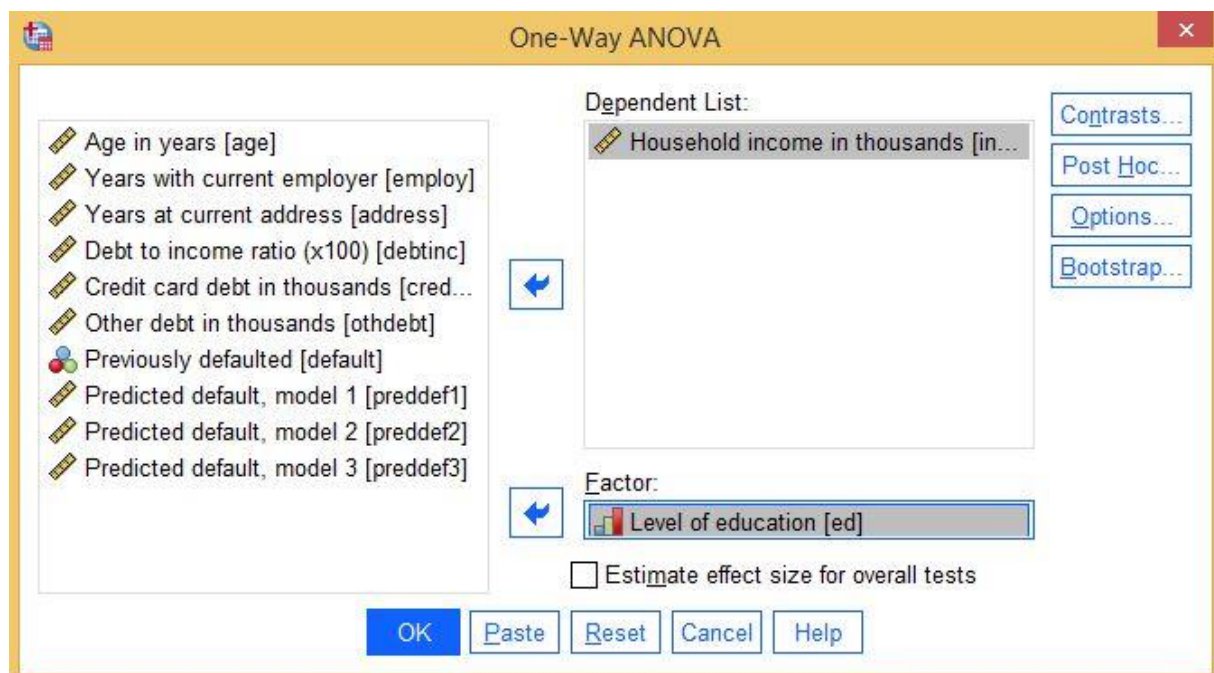 One-Way ANOVA
Age in years [age]
Years with current employer [employ]
Years at current address [address]
Debt to income ratio (x100) [debtinc]
Credit card debt in thousands [cred...
Other debt in thousands [othdebt]
Previously defaulted [default]
Predicted default, model 1 [preddef1]
Predicted default, model 2 [preddef2]
Predicted default, model 3 [preddef3]
Dependent List:
Household income in thousands [in...
Factor:
Level of education [ed]
Estimate effect size for overall tests
Contrasts...
Post Hoc...
Options...
Bootstrap...
OK
Paste
Reset
Cancel
Help